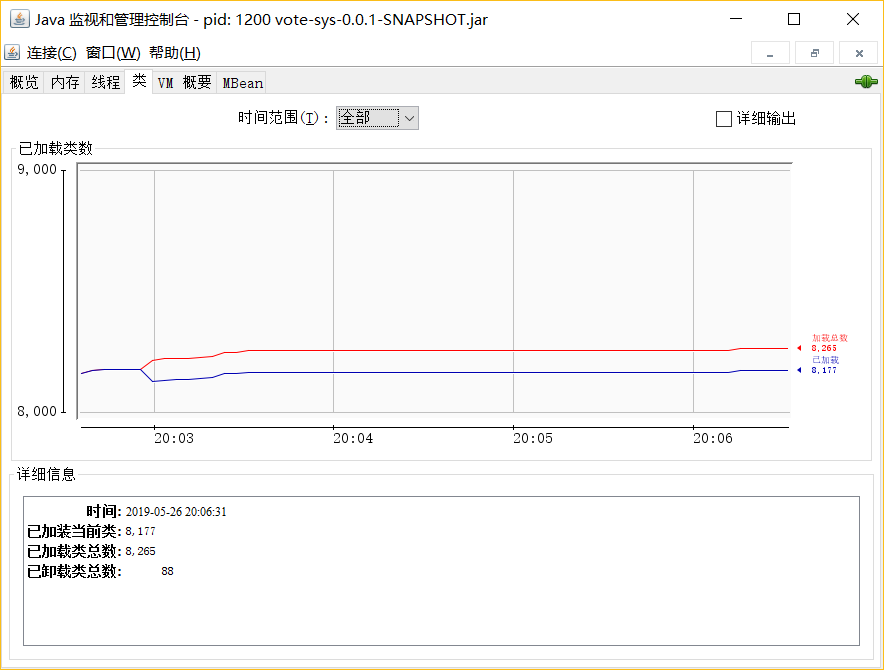 Java 监视和管理控制台 - pid: 1200 vote-sys-0.0.1-SNAPSHOT.jar
连接(C) 窗口(W) 帮助(H)
概览 内存 线程 类 VM 概要 MBean
时间范围(T): 全部 详细输出
已加载类数
9,000
加载总数
8,265
已加载
8,177
8,000
20:03 20:04 20:05 20:06
详细信息
时间: 2019-05-26 20:06:31
已加装当前类: 8,177
已加载类总数: 8,265
已卸载类总数: 88